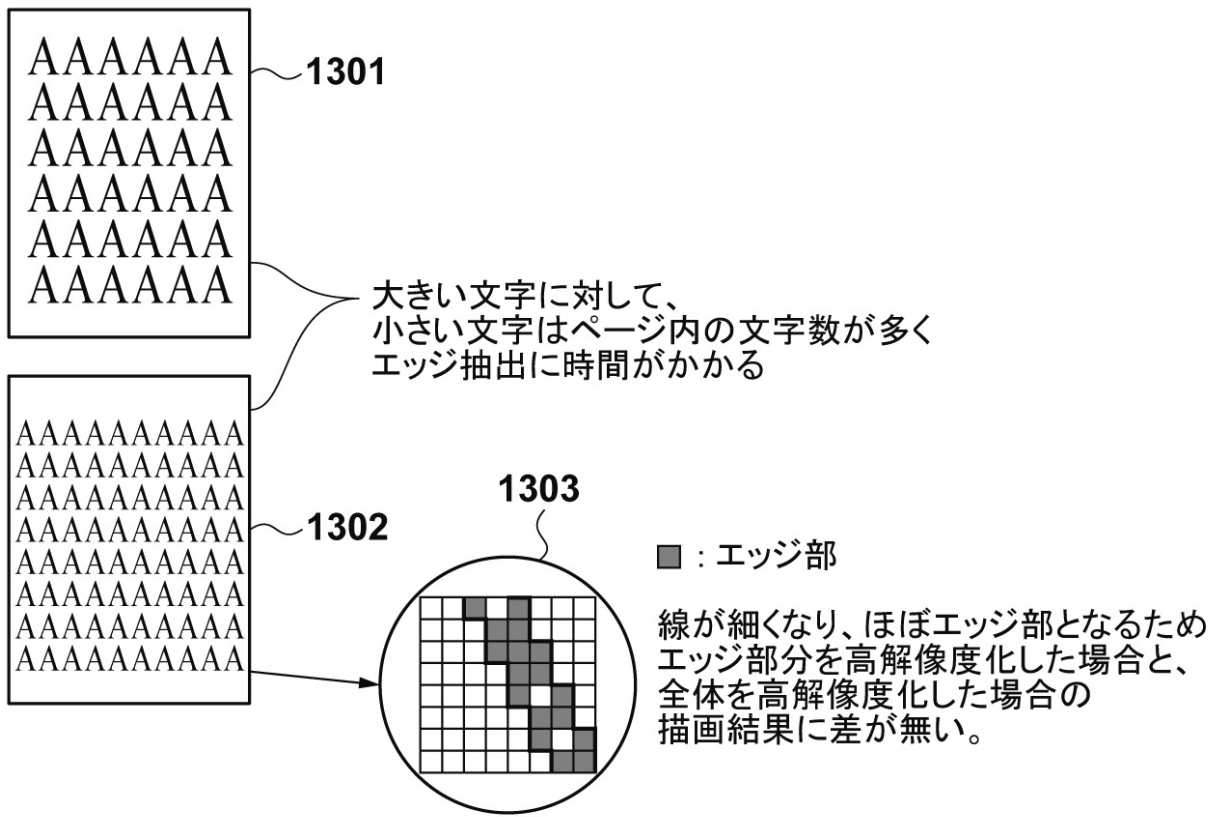 AAAAAA
AAAAAA
AAAAAA
AAAAAA
AAAAAA
AAAAAA
1301
大きい文字に対して、
小さい文字はページ内の文字数が多く
エッジ抽出に時間がかかる
AAAAAAAAAA
AAAAAAAAAA
AAAAAAAAAA
AAAAAAAAAA
AAAAAAAAAA
AAAAAAAAAA
AAAAAAAAAA
AAAAAAAAAA
1302
1303
：エッジ部
線が細くなり、ほぼエッジ部となるため
エッジ部分を高解像度化した場合と、
全体を高解像度化した場合の
描画結果に差が無い。